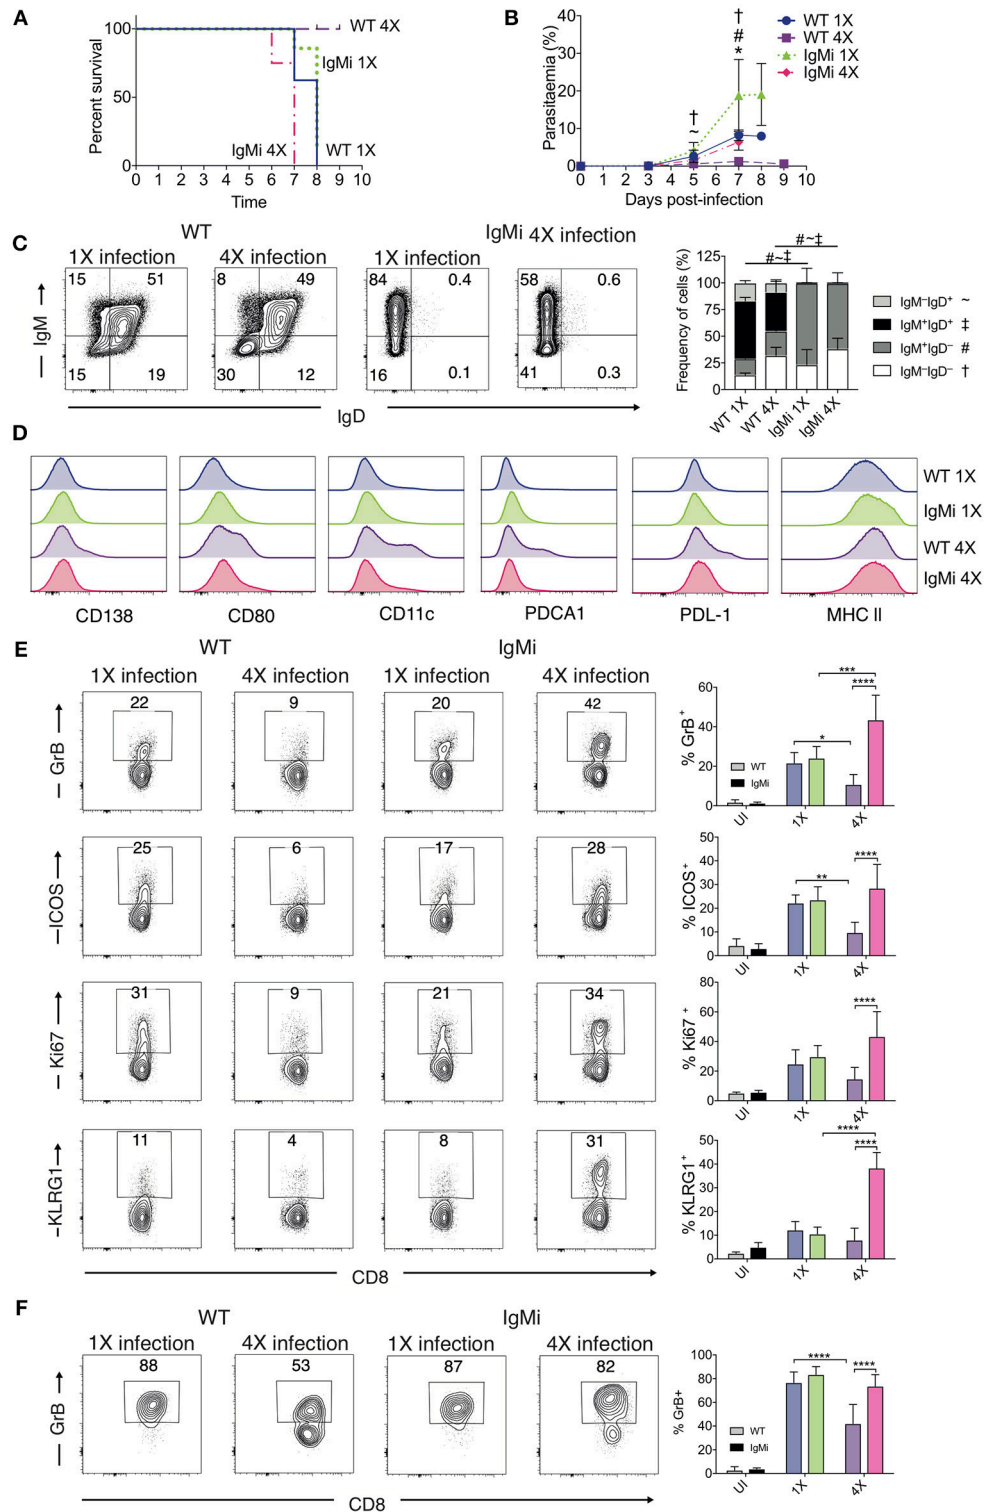 A
100
50
0
Percent survival
0 1 2 3 4 5 6 7 8 9 10
Time
WT 4X
IgMi 1X
IgMi 4X
WT 1X
B
40
30
20
10
0
Parasitaemia (%)
0 1 2 3 4 5 6 7 8 9 10
Days post-infection
†
~
†
#
*
WT 1X
WT 4X
IgMi 1X
IgMi 4X
C
WT
IgMi
1X infection
4X infection
1X infection
4X infection
IgM
15 51
15 19
8 49
30 12
84 0.4
16 0.1
58 0.6
41 0.3
IgD
Frequency of cells (%)
125
100
75
50
25
0
#~‡
#~‡
WT 1X
WT 4X
IgMi 1X
IgMi 4X
IgM⁻IgD⁺ ~
IgM⁺IgD⁺ ‡
IgM⁺IgD⁻ #
IgM⁻IgD⁻ †
D
WT 1X
IgMi 1X
WT 4X
IgMi 4X
CD138
CD80
CD11c
PDCA1
PDL-1
MHC II
E
WT
IgMi
1X infection
4X infection
1X infection
4X infection
GrB
22
9
20
42
% GrB⁺
60
40
20
0
WT
IgMi
*
***
****
UI
1X
4X
ICOS
25
6
17
28
% ICOS⁺
50
40
30
20
10
0
**
****
UI
1X
4X
Ki67
31
9
21
34
% Ki67⁺
80
60
40
20
0
****
UI
1X
4X
KLRG1
11
4
8
31
% KLRG1⁺
50
40
30
20
10
0
****
****
UI
1X
4X
CD8
F
WT
IgMi
1X infection
4X infection
1X infection
4X infection
GrB
88
53
87
82
CD8
% GrB+
100
80
60
40
20
0
WT
IgMi
****
****
UI
1X
4X